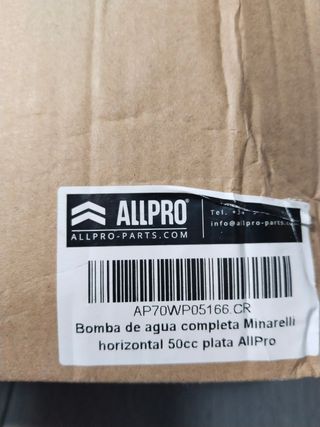 ALLPRO®
Tel.
ALLPRO-PARTS.COM
info@allpro-parts.com
AP70WP05166.CR
Bomba de agua completa Minarelli
horizontal 50cc plata AllPro